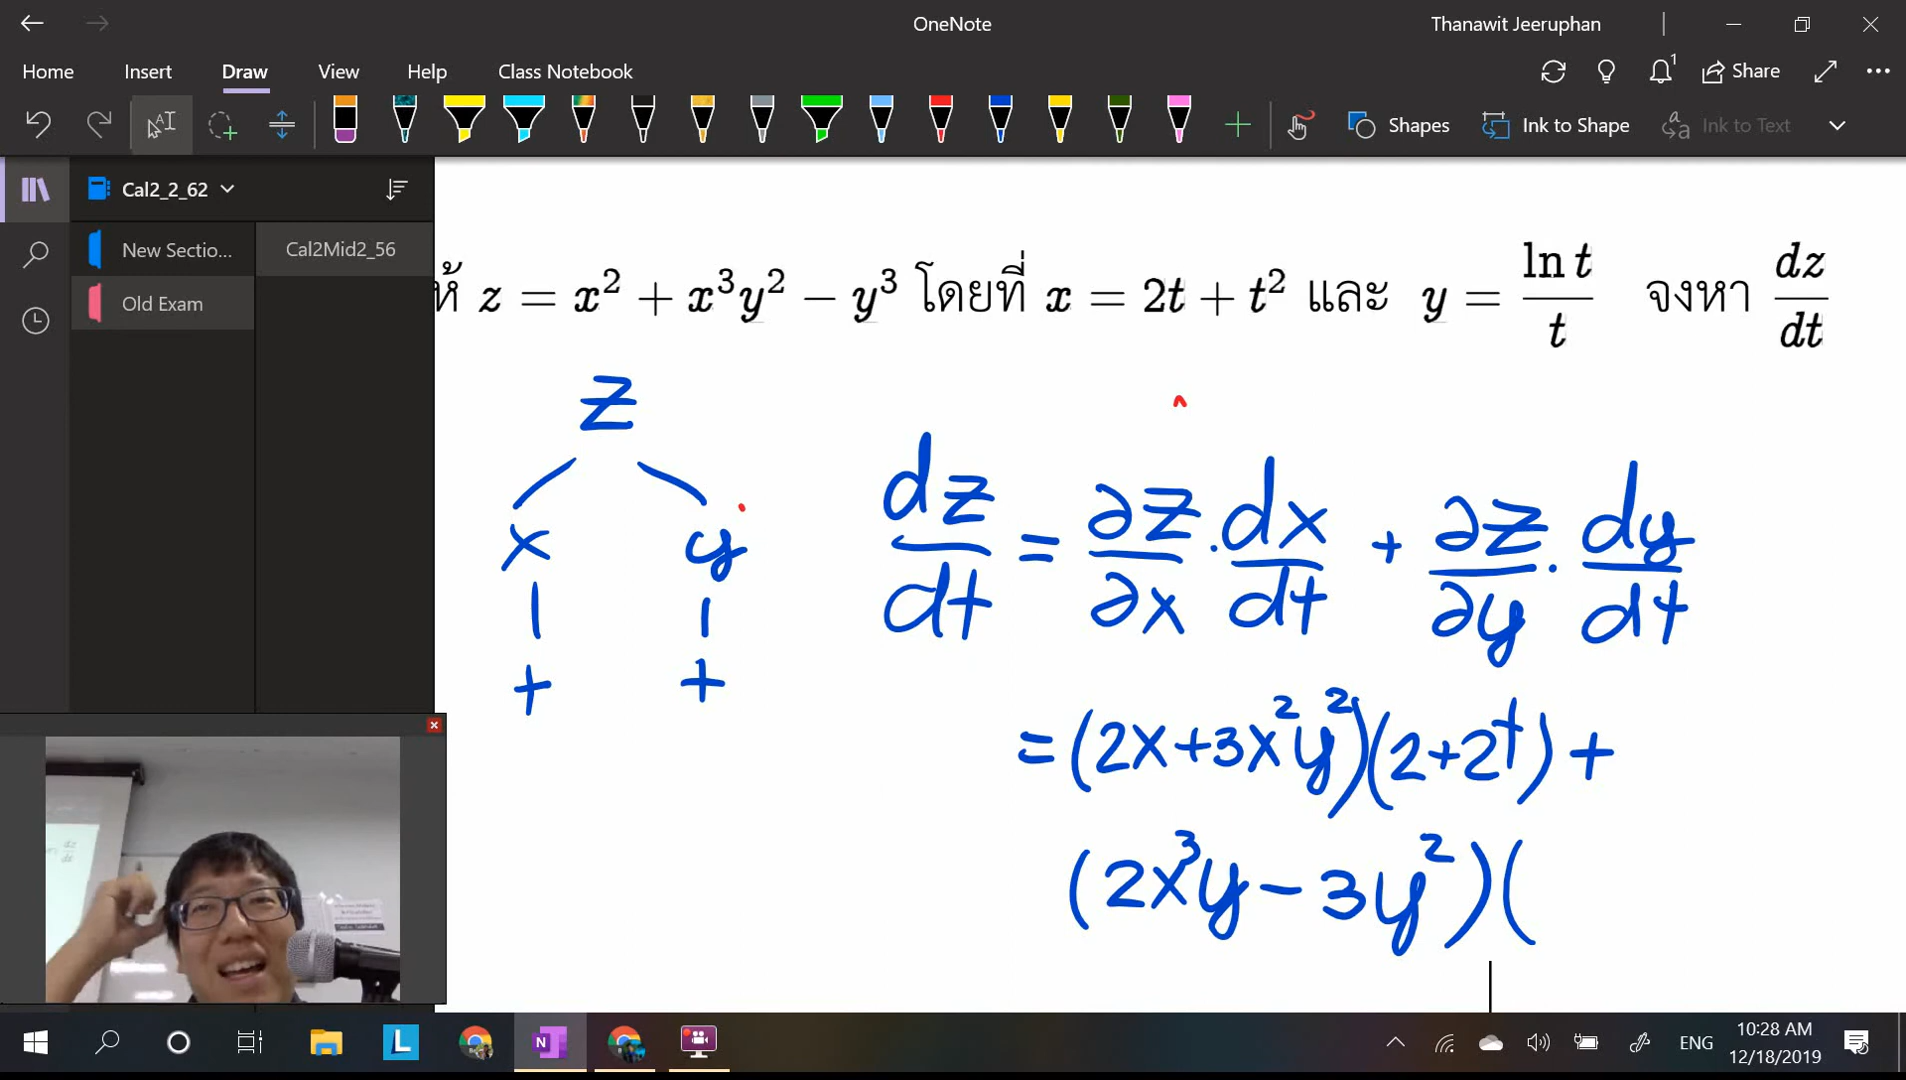 OneNote
Thanawit Jeeruphan
Home Insert Draw View Help Class Notebook
1 Share
Shapes Ink to Shape Ink to Text
Cal2_2_62
New Sectio... Cal2Mid2_56
Old Exam
ห้ z = x² + x³y² − y³ โดยที่ x = 2t + t² และ y = ln t / t จงหา dz/dt
z
x y
t t
dz/dt = ∂z/∂x · dx/dt + ∂z/∂y · dy/dt
= (2x+3x²y²)(2+2t) +
(2x³y − 3y²)(
L N
ENG
10:28 AM
12/18/2019